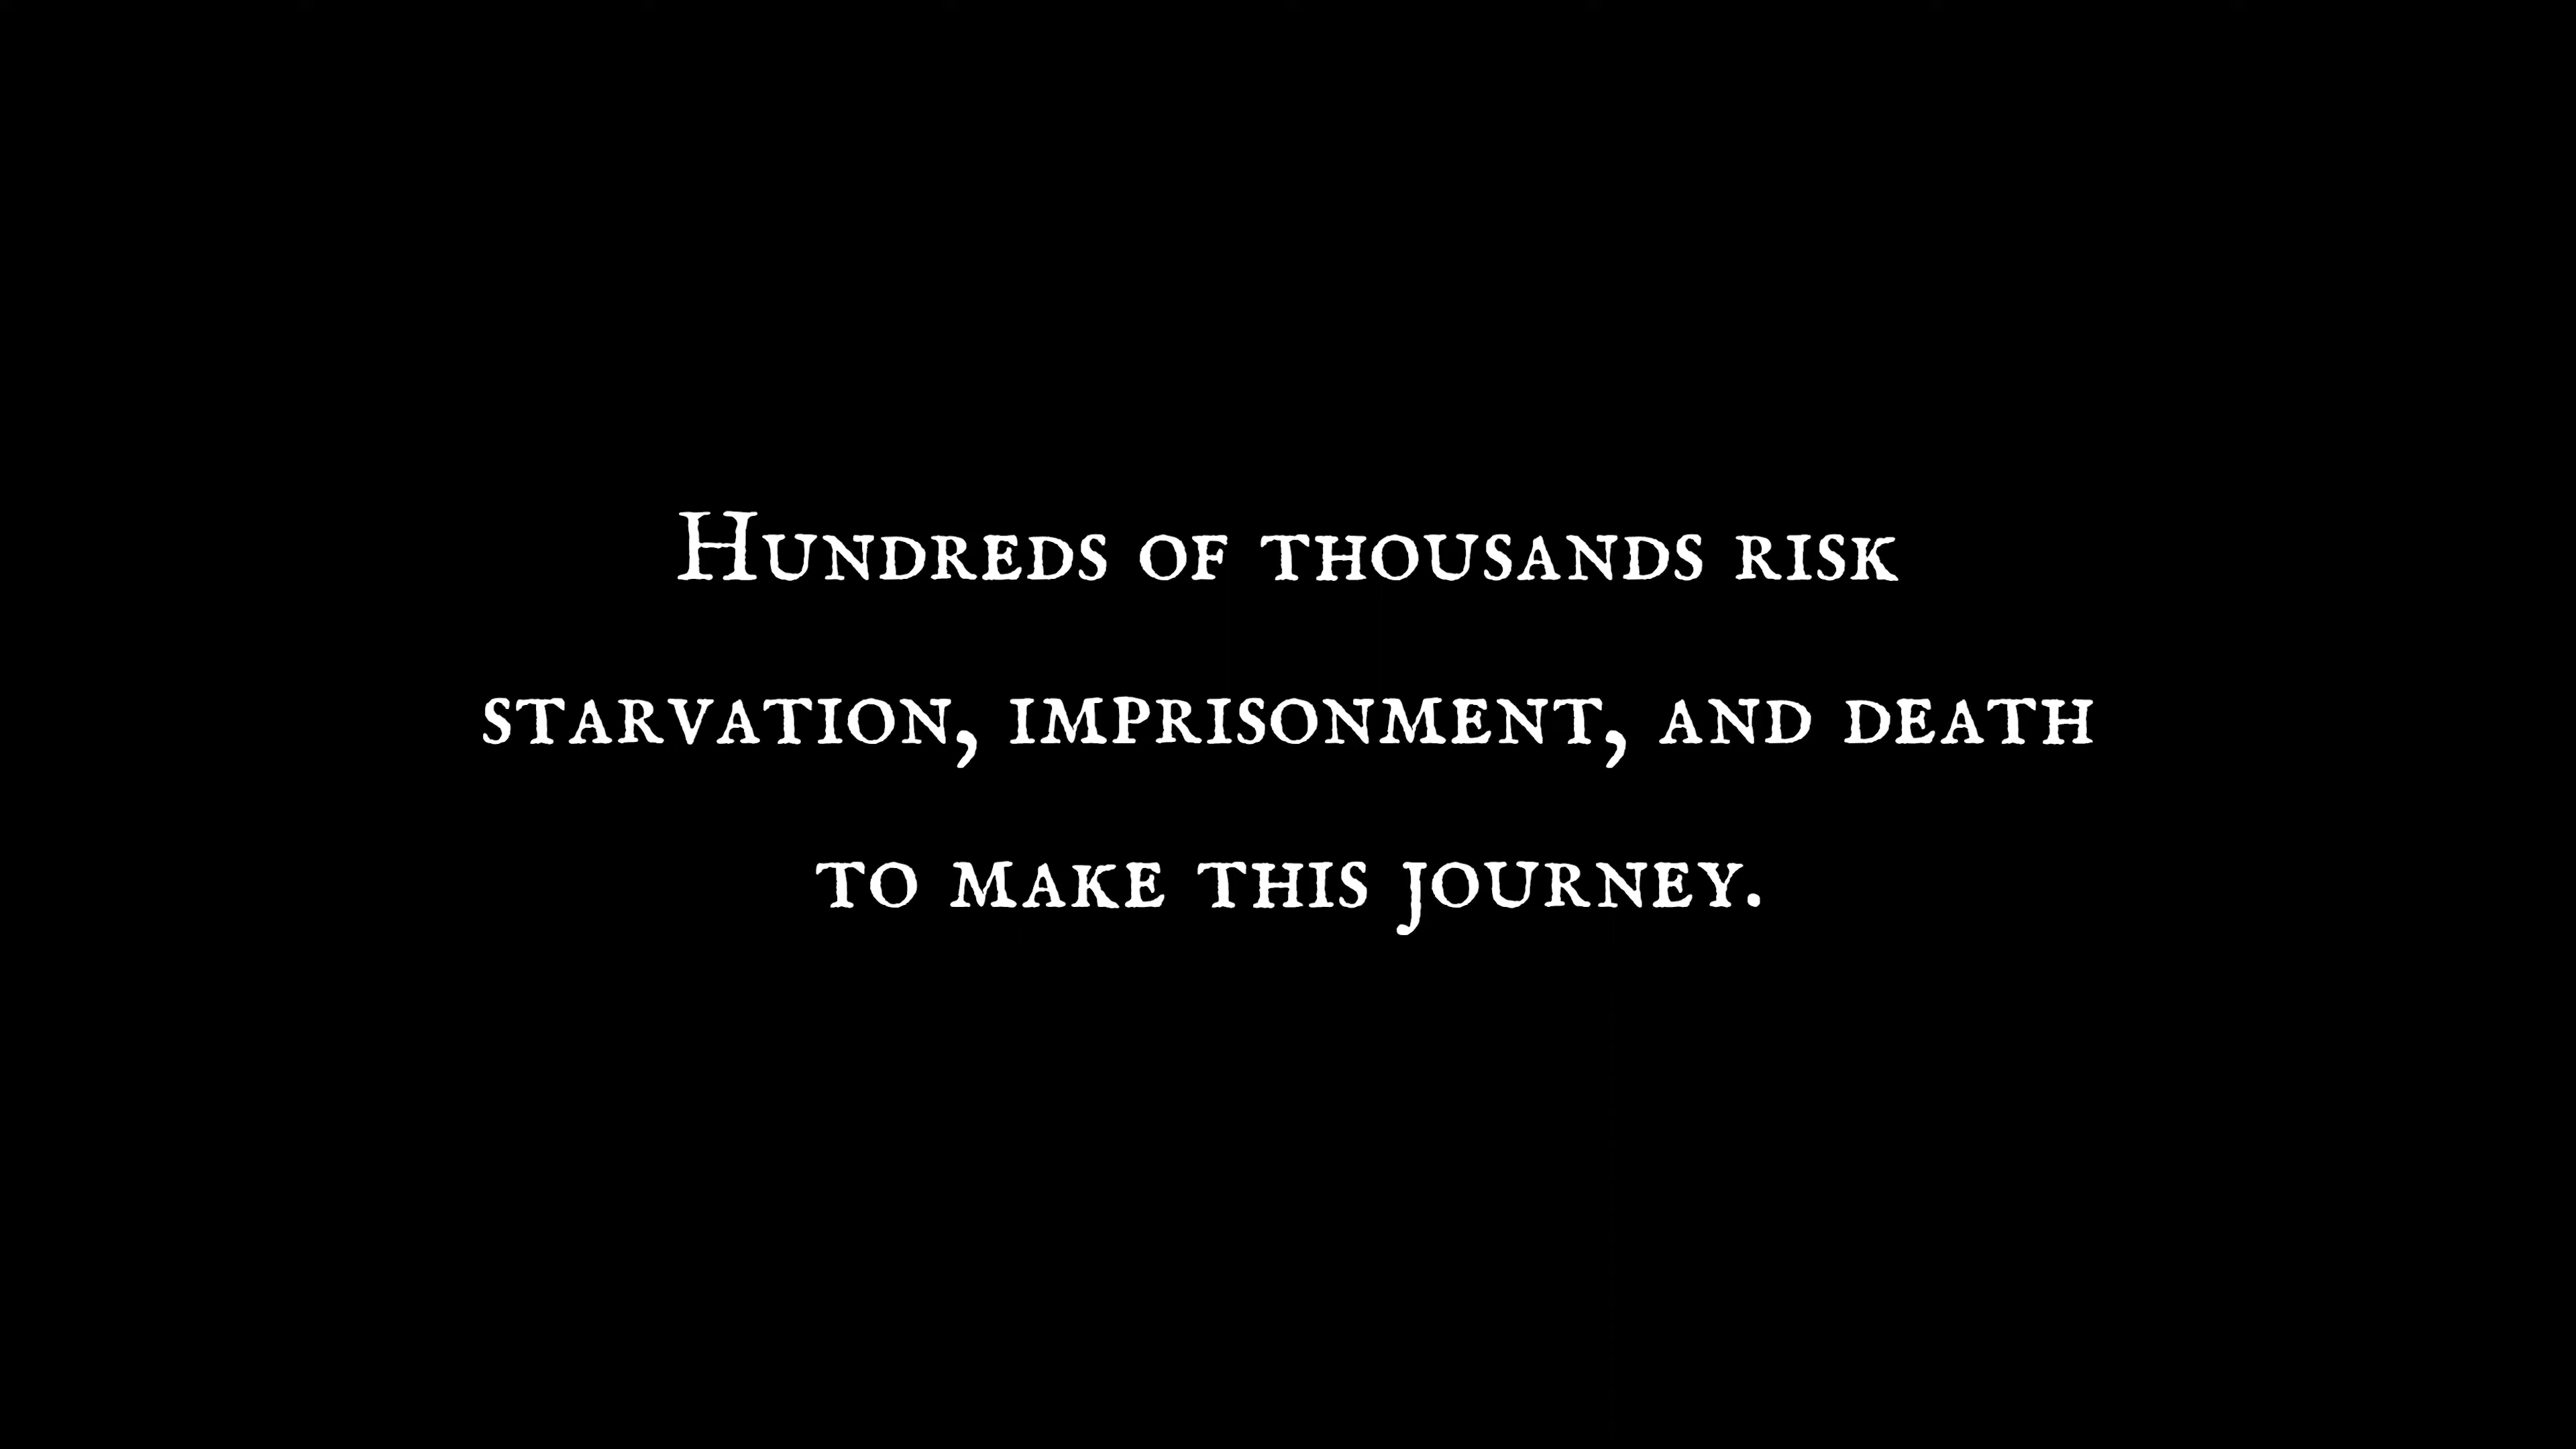 Hundreds of thousands risk
starvation, imprisonment, and death
to make this journey.